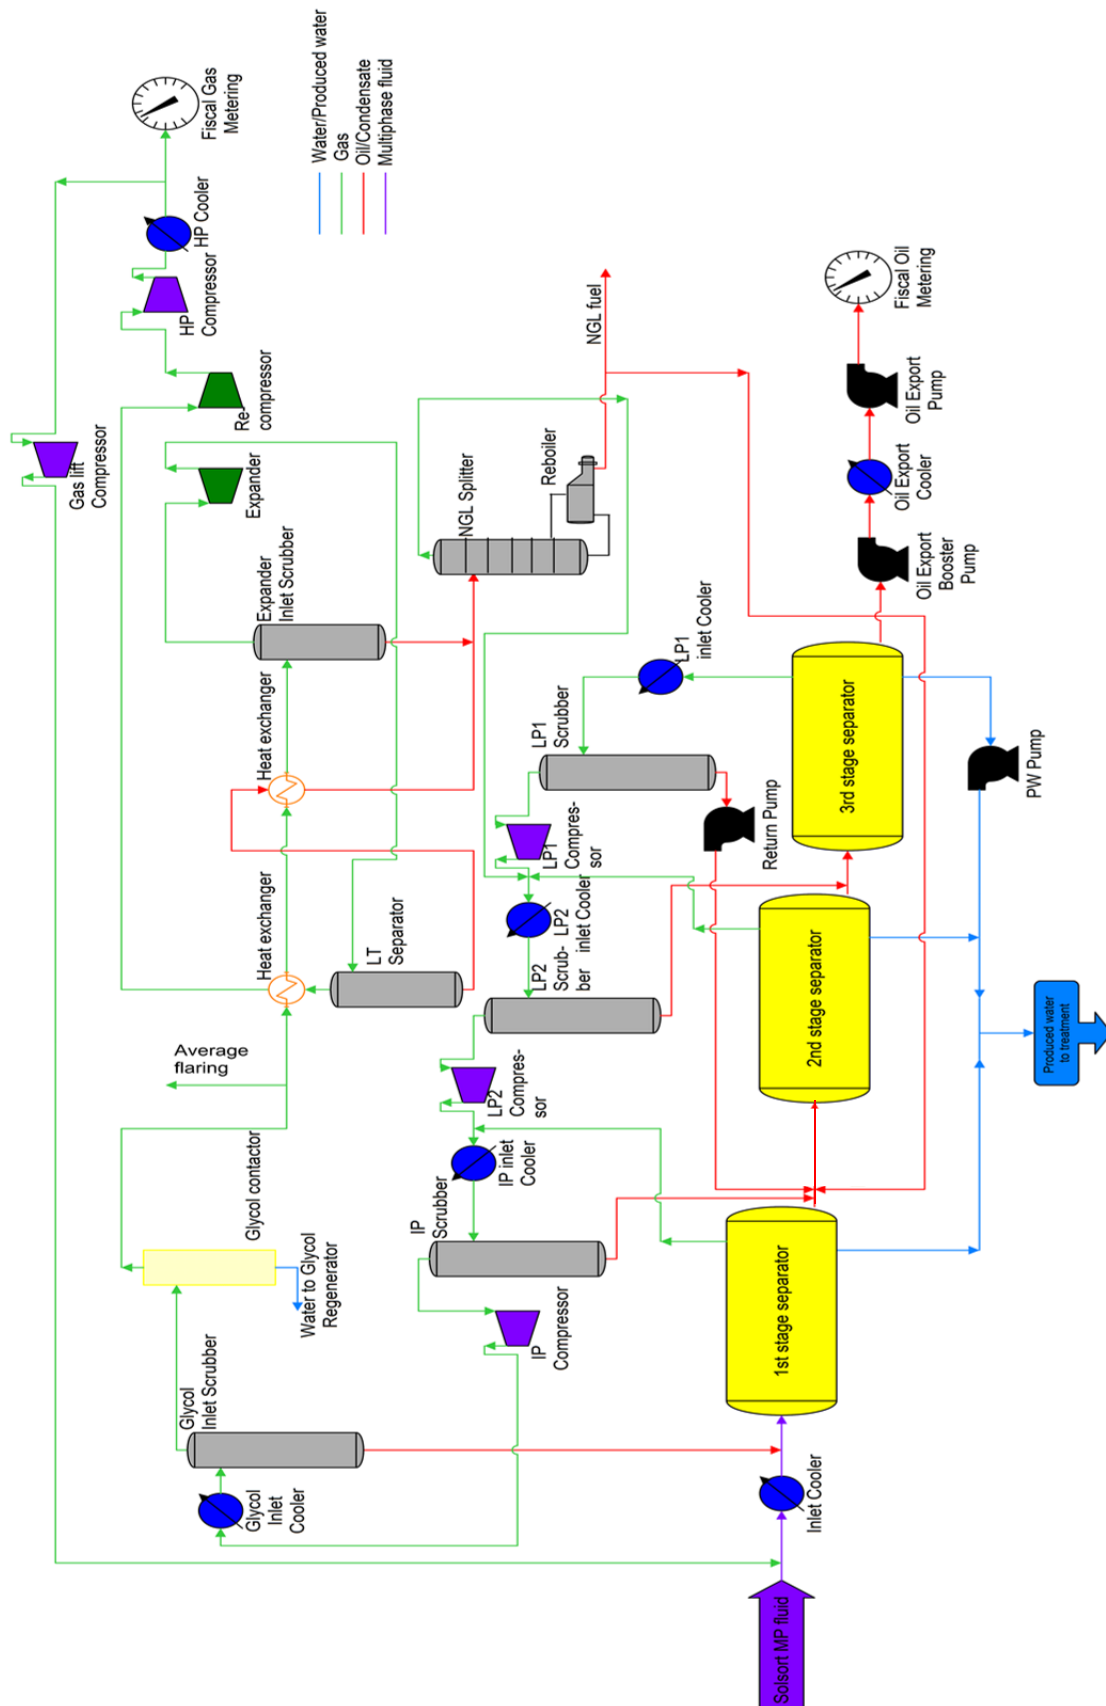 Fiscal Gas
Metering
Water/Produced water
Gas
Oil/Condensate
Multiphase fluid
HP Cooler
HP
Compressor
Re-
compressor
Gas lift
Compressor
Expander
Expander
Inlet Scrubber
Heat exchanger
Heat exchanger
LT
Separator
Average
flaring
Glycol contactor
Water to Glycol
Regenerator
Glycol
Inlet Scrubber
Glycol
Inlet
Cooler
NGL fuel
Reboiler
NGL Splitter
LP1
inlet Cooler
LP1
Scrubber
LP1
Compres-
sor
Return Pump
LP2
inlet Cooler
LP2
Scrub-
ber
LP2
Compres-
sor
IP inlet
Cooler
IP
Scrubber
IP
Compressor
Fiscal Oil
Metering
Oil Export
Pump
Oil Export
Cooler
Oil Export
Booster
Pump
3rd stage separator
2nd stage separator
1st stage separator
PW Pump
Produced water
to treatment
Inlet Cooler
Solsort MP fluid